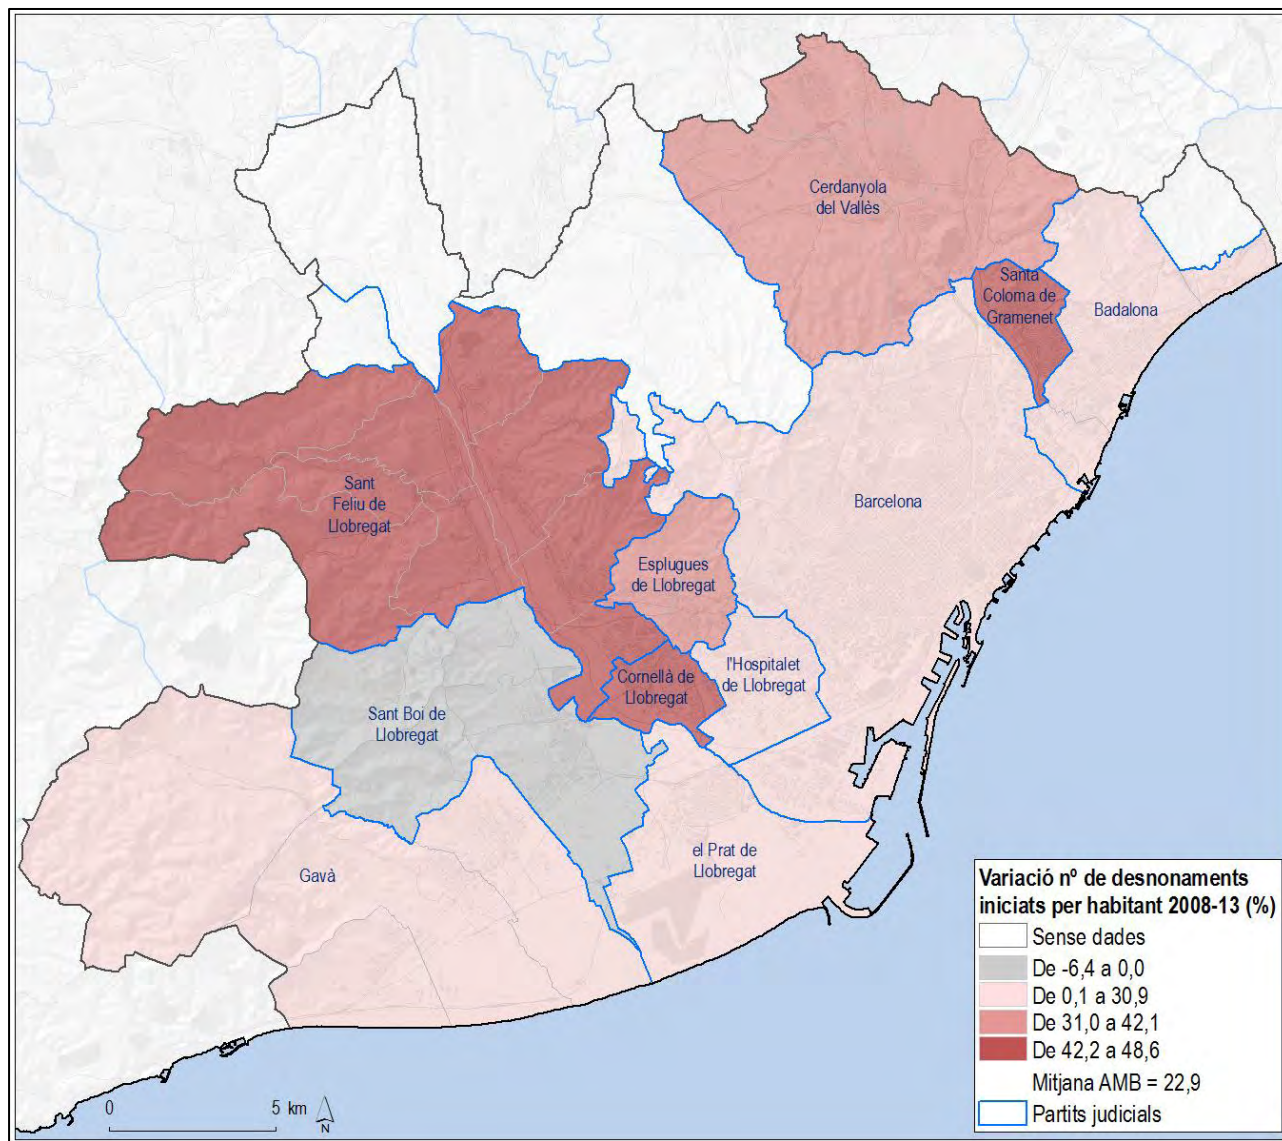 Cerdanyola
del Vallès
Santa
Coloma de
Gramenet
Badalona
Sant
Feliu de
Llobregat
Barcelona
Esplugues
de Llobregat
Cornellà de
Llobregat
l'Hospitalet
de Llobregat
Sant Boi de
Llobregat
el Prat de
Llobregat
Gavà
Variació nº de desnonaments
iniciats per habitant 2008-13 (%)
Sense dades
De -6,4 a 0,0
De 0,1 a 30,9
De 31,0 a 42,1
De 42,2 a 48,6
Mitjana AMB = 22,9
Partits judicials
0 5 km
N